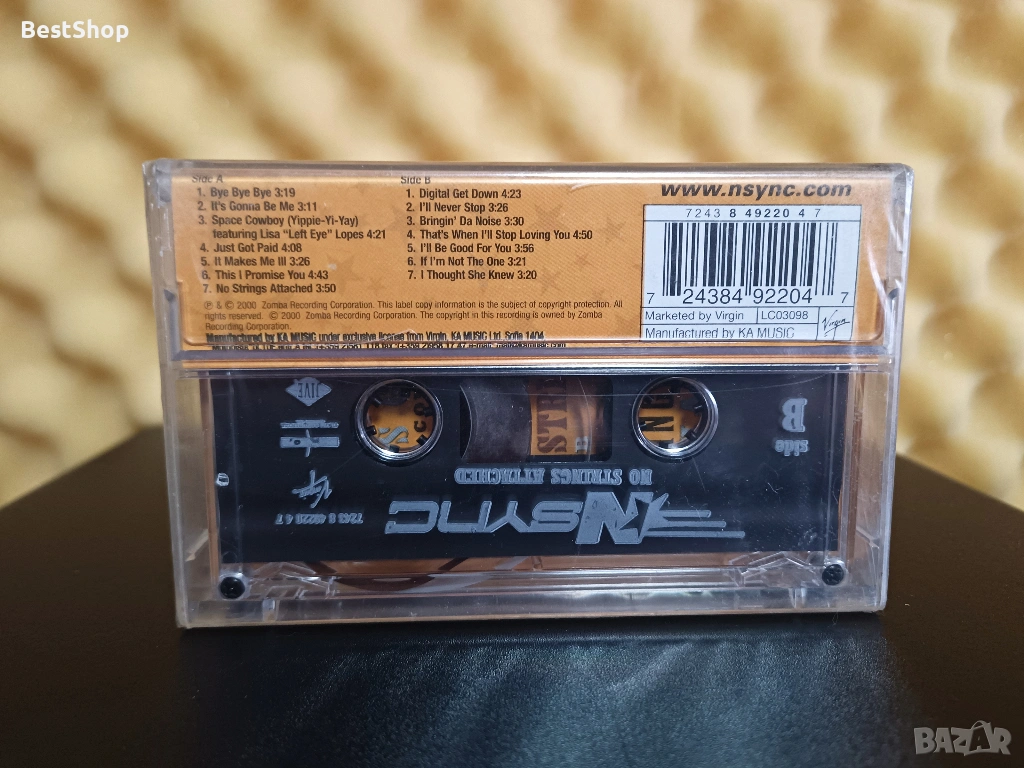 BestShop
Side A
1. Bye Bye Bye 3:19
2. It's Gonna Be Me 3:11
3. Space Cowboy (Yippie-Yi-Yay)
featuring Lisa "Left Eye" Lopes 4:21
4. Just Got Paid 4:08
5. It Makes Me Ill 3:26
6. This I Promise You 4:43
7. No Strings Attached 3:50
Side B
1. Digital Get Down 4:23
2. I'll Never Stop 3:26
3. Bringin' Da Noise 3:30
4. That's When I'll Stop Loving You 4:50
5. I'll Be Good For You 3:56
6. If I'm Not The One 3:21
7. I Thought She Knew 3:20
www.nsync.com
7243 8 49220 4 7
7 24384 92204 7
Marketed by Virgin LC03098
Manufactured by KA MUSIC
Virgin
℗ & © 2000 Zomba Recording Corporation. This label copy information is the subject of copyright protection. All
rights reserved. © 2000 Zomba Recording Corporation. The copyright in this recording is owned by Zomba
Recording Corporation.
Manufactured by KA MUSIC under exclusive license from Virgin. KA MUSIC Ltd. Sofia 1404
side
B
JIVE
NO STRINGS ATTACHED
NSYNC
Virgin
7243 8 49220 4 7
BAZAR